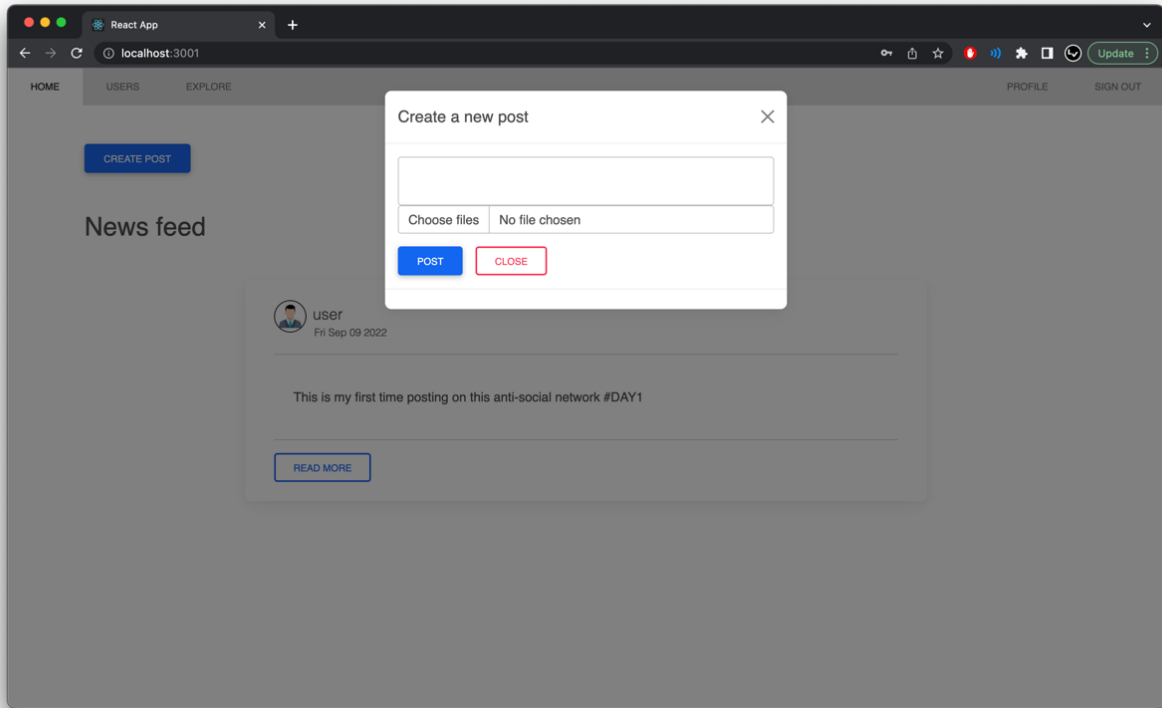 React App
localhost:3001
Update
HOME USERS EXPLORE PROFILE SIGN OUT
Create a new post
CREATE POST
Choose files No file chosen
News feed
POST CLOSE
user
Fri Sep 09 2022
This is my first time posting on this anti-social network #DAY1
READ MORE